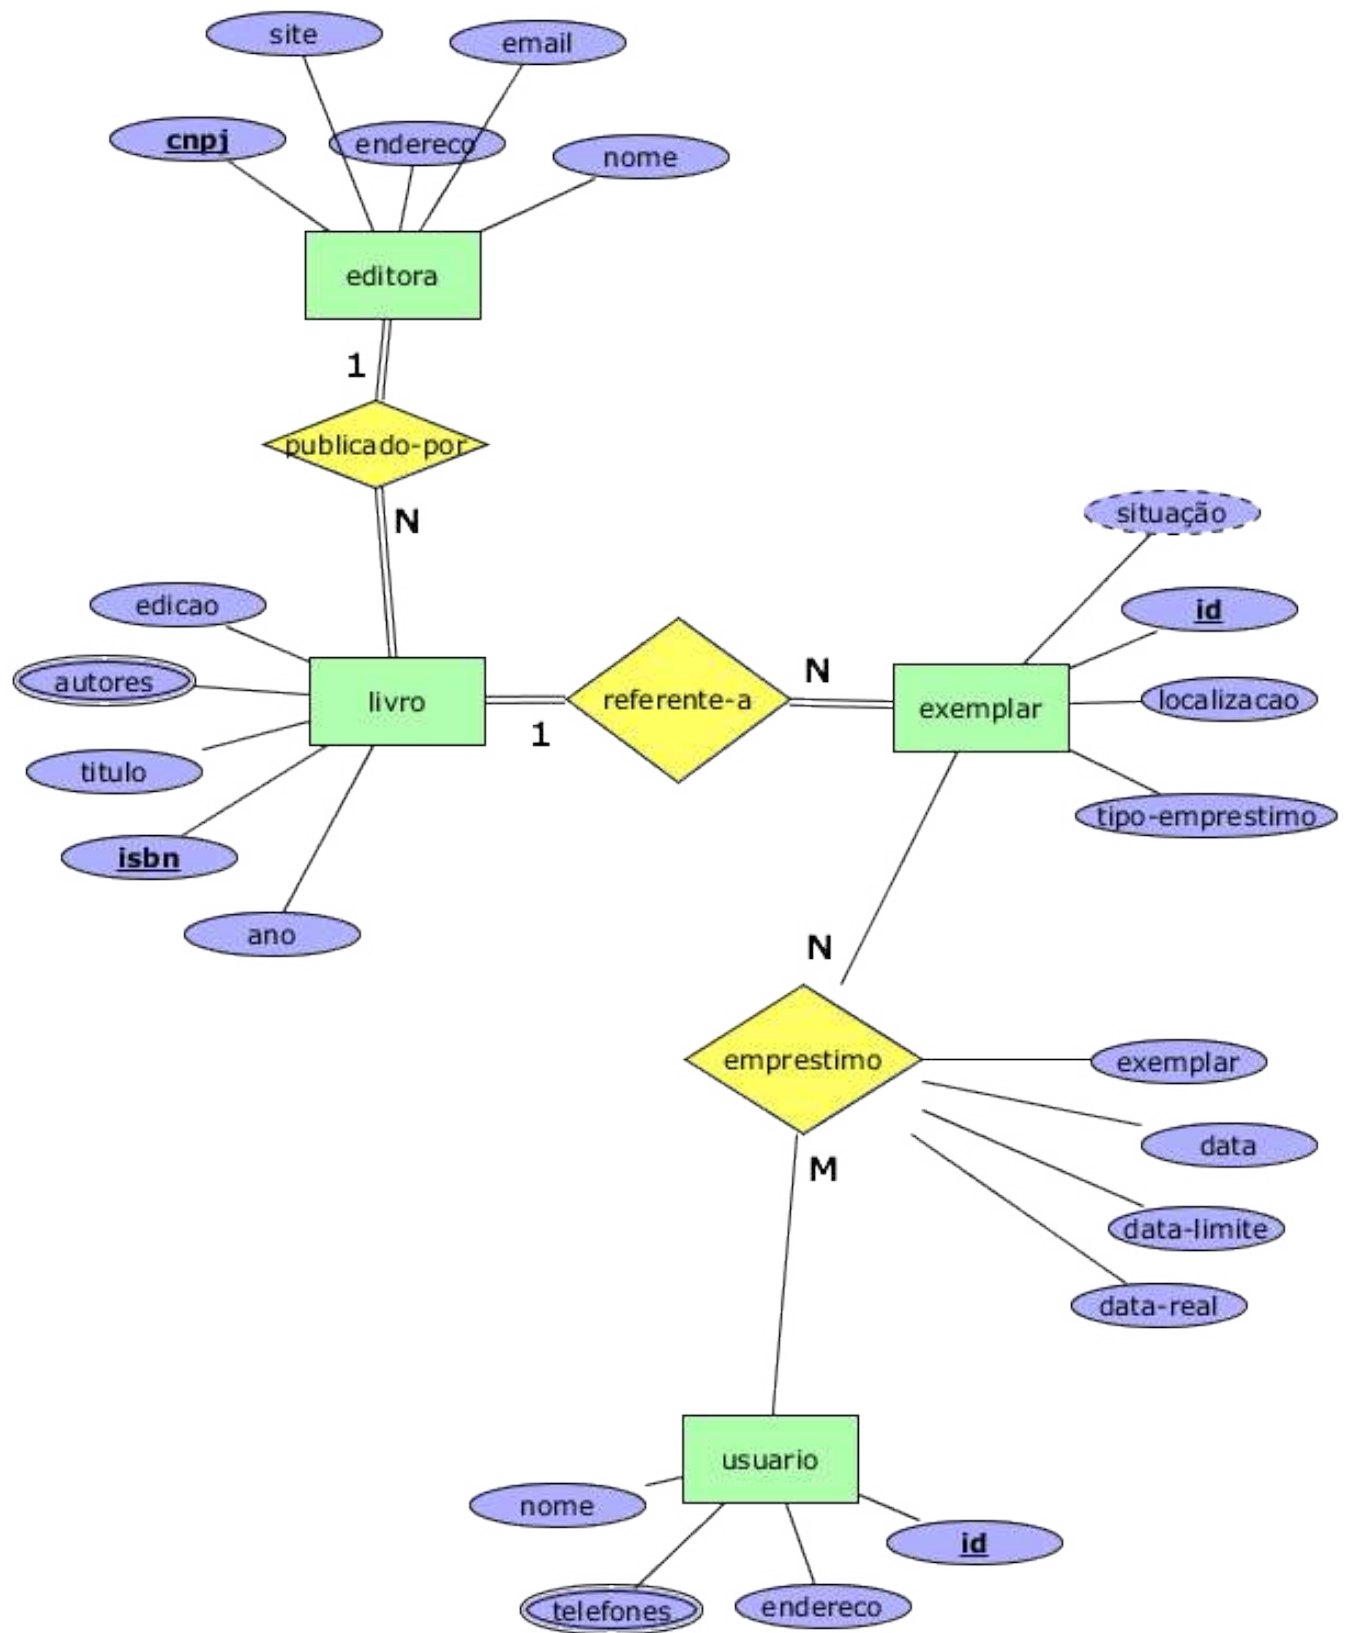 site
email
cnpj
endereco
nome
editora
1
publicado-por
N
situação
edicao
id
autores
livro
referente-a
N
exemplar
localizacao
1
titulo
tipo-emprestimo
isbn
ano
N
emprestimo
exemplar
data
M
data-limite
data-real
usuario
nome
id
telefones
endereco